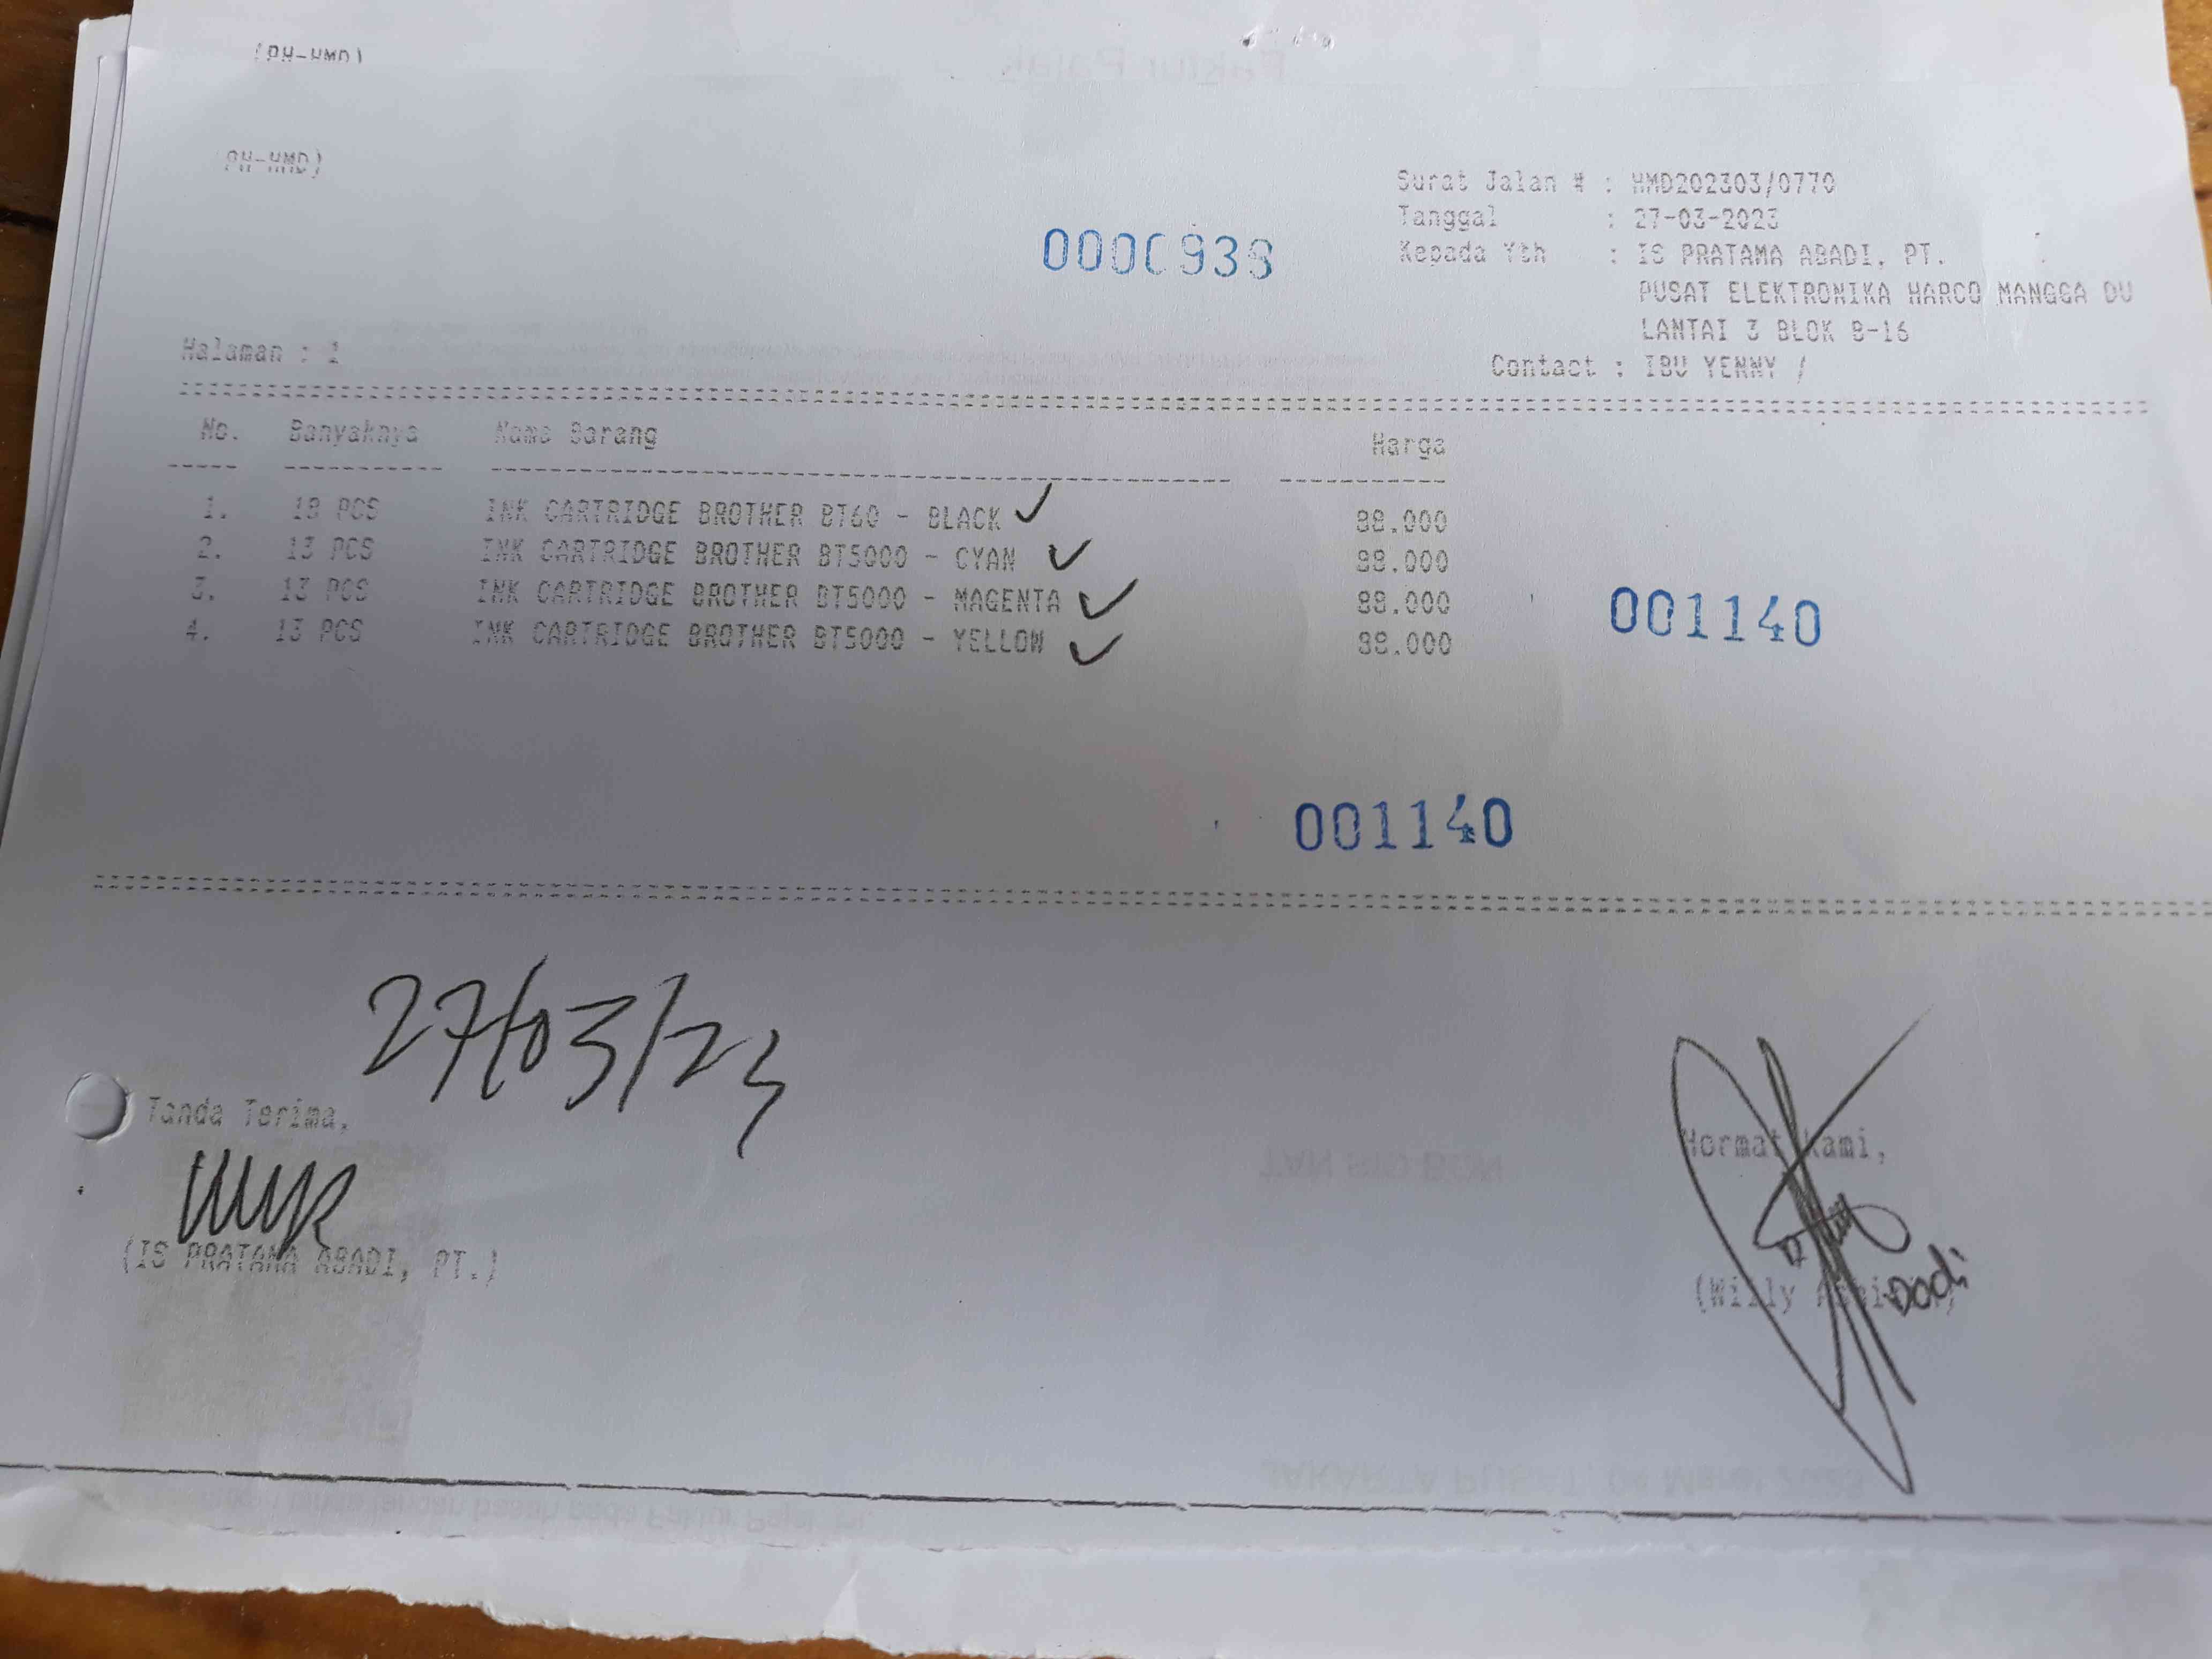 (PH-HMD)
(PH-HMD)
Surat Jalan # : HMD202303/0770
Tanggal : 27-03-2023
Kepada Yth : IS PRATAMA ABADI, PT.
PUSAT ELEKTRONIKA HARCO MANGGA DU
LANTAI 3 BLOK B-16
Contact : IBU YENNY /
Halaman : 1
No. Banyaknya Nama Barang Harga
1. PCS INK CARTRIDGE BROTHER BT60 - BLACK 88.000
2. 13 PCS INK CARTRIDGE BROTHER BT5000 - CYAN 88.000
3. 13 PCS INK CARTRIDGE BROTHER BT5000 - MAGENTA 88.000
4. 13 PCS INK CARTRIDGE BROTHER BT5000 - YELLOW 88.000
001140
001140
27/03/23
Tanda Terima, Hormat Kami,
(IS PRATAMA ABADI, PT.) (Willy
Dodi